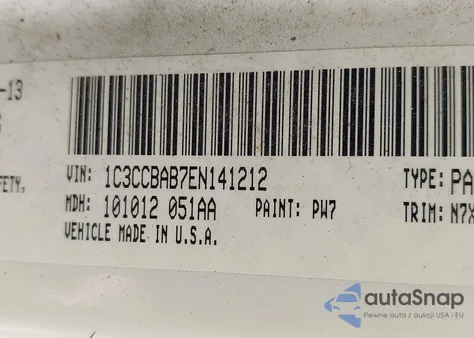 -13
VIN: 1C3CCBAB7EN141212 TYPE: PA
FETY. MDH: 101012 051AA PAINT: PW7 TRIM: N7X
VEHICLE MADE IN U.S.A.
autoSnap
Pewne auta z aukcji USA i EU